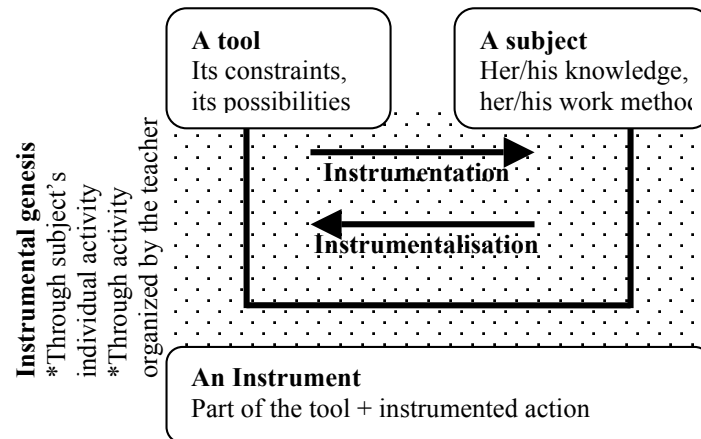 A tool
Its constraints,
its possibilities
A subject
Her/his knowledge,
her/his work method
Instrumentation
Instrumentalisation
Instrumental genesis
*Through subject's
individual activity
*Through activity
organized by the teacher
An Instrument
Part of the tool + instrumented action